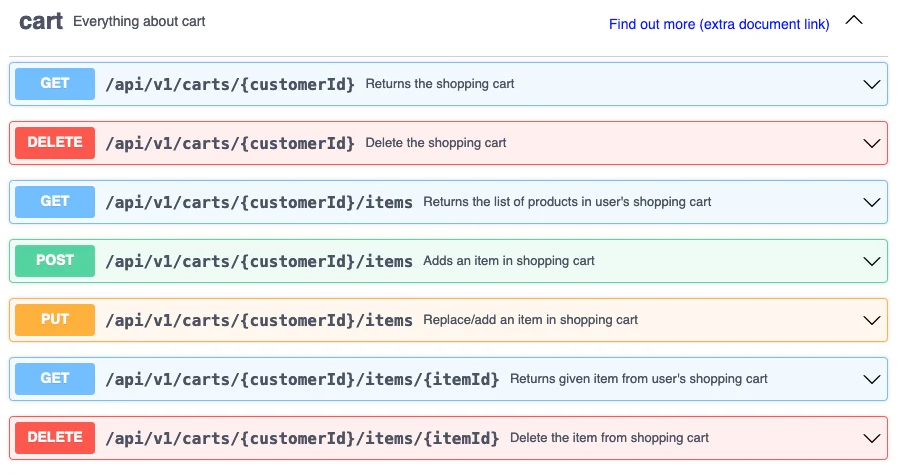 cart Everything about cart Find out more (extra document link)
GET /api/v1/carts/{customerId} Returns the shopping cart
DELETE /api/v1/carts/{customerId} Delete the shopping cart
GET /api/v1/carts/{customerId}/items Returns the list of products in user's shopping cart
POST /api/v1/carts/{customerId}/items Adds an item in shopping cart
PUT /api/v1/carts/{customerId}/items Replace/add an item in shopping cart
GET /api/v1/carts/{customerId}/items/{itemId} Returns given item from user's shopping cart
DELETE /api/v1/carts/{customerId}/items/{itemId} Delete the item from shopping cart